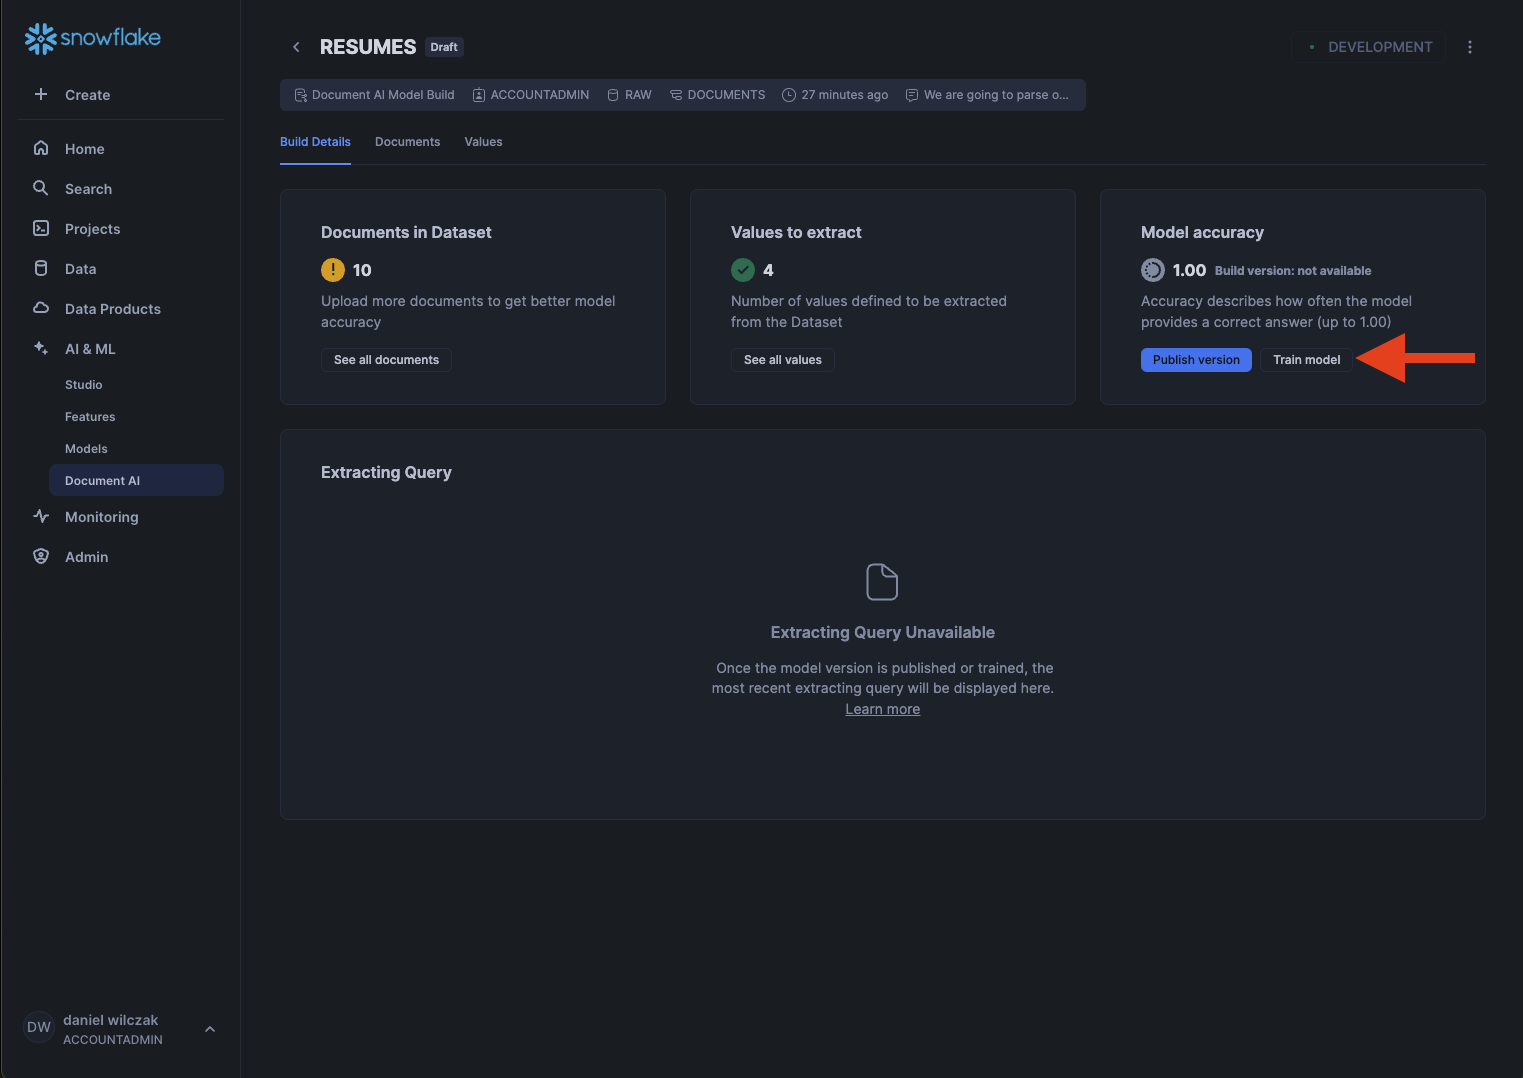 snowflake
Create
Home
Search
Projects
Data
Data Products
AI & ML
Studio
Features
Models
Document AI
Monitoring
Admin
DW
daniel wilczak
ACCOUNTADMIN
RESUMES Draft
DEVELOPMENT
Document AI Model Build ACCOUNTADMIN RAW DOCUMENTS 27 minutes ago We are going to parse o...
Build Details Documents Values
Documents in Dataset
! 10
Upload more documents to get better model
accuracy
See all documents
Values to extract
4
Number of values defined to be extracted
from the Dataset
See all values
Model accuracy
1.00 Build version: not available
Accuracy describes how often the model
provides a correct answer (up to 1.00)
Publish version Train model
Extracting Query
Extracting Query Unavailable
Once the model version is published or trained, the
most recent extracting query will be displayed here.
Learn more